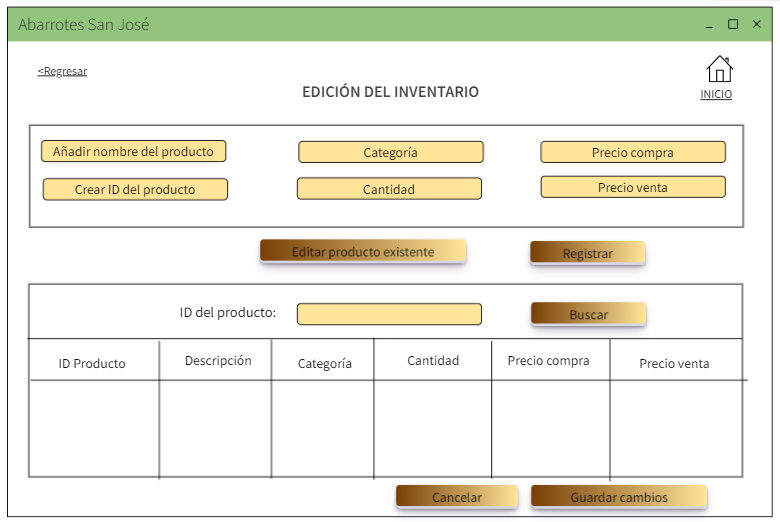 Abarrotes San José
<Regresar
INICIO
EDICIÓN DEL INVENTARIO
Añadir nombre del producto
Categoría
Precio compra
Crear ID del producto
Cantidad
Precio venta
Editar producto existente
Registrar
ID del producto:
Buscar
ID Producto
Descripción
Categoría
Cantidad
Precio compra
Precio venta
Cancelar
Guardar cambios